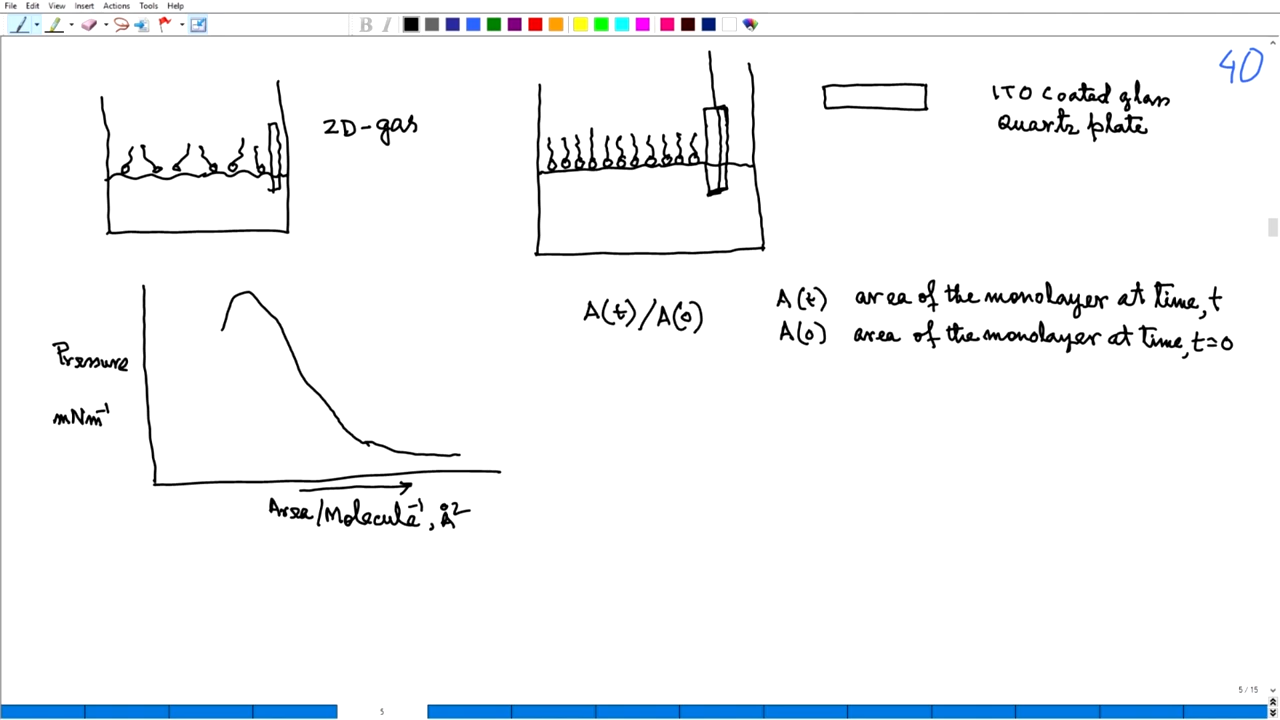 File Edit View Insert Actions Tools Help
B I
40
2D-gas
ITO coated glass
quartz plate
Pressure
mNm⁻¹
Area/Molecule⁻¹, Å²
A(t)/A(0)
A(t) area of the monolayer at time, t
A(0) area of the monolayer at time, t=0
5 / 15
5